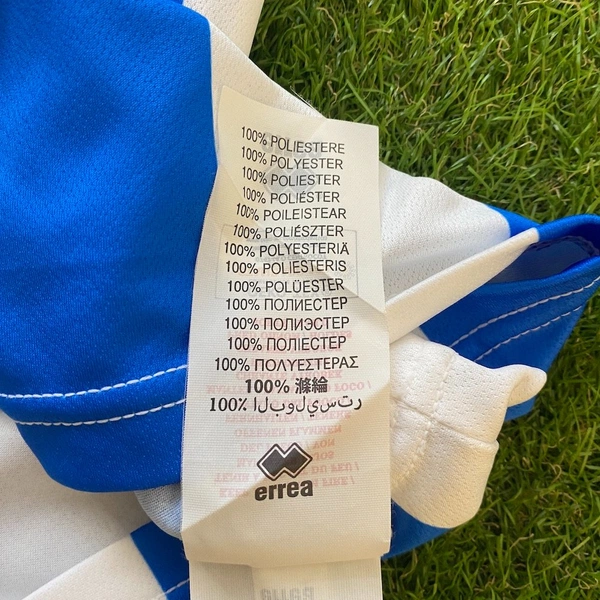 100% POLIESTERE
100% POLYESTER
100% POLIESTER
100% POLIÉSTER
100% POILEISTEAR
100% POLIÉSZTER
100% POLYESTERIÄ
100% POLIESTERIS
100% POLÜESTER
100% ПОЛИЕСТЕР
100% ПОЛИЭСТЕР
100% ПОЛІЕСТЕР
100% ΠΟΛΥΕΣΤΕΡΑΣ
100% 滌綸
100% البوليستر
errea